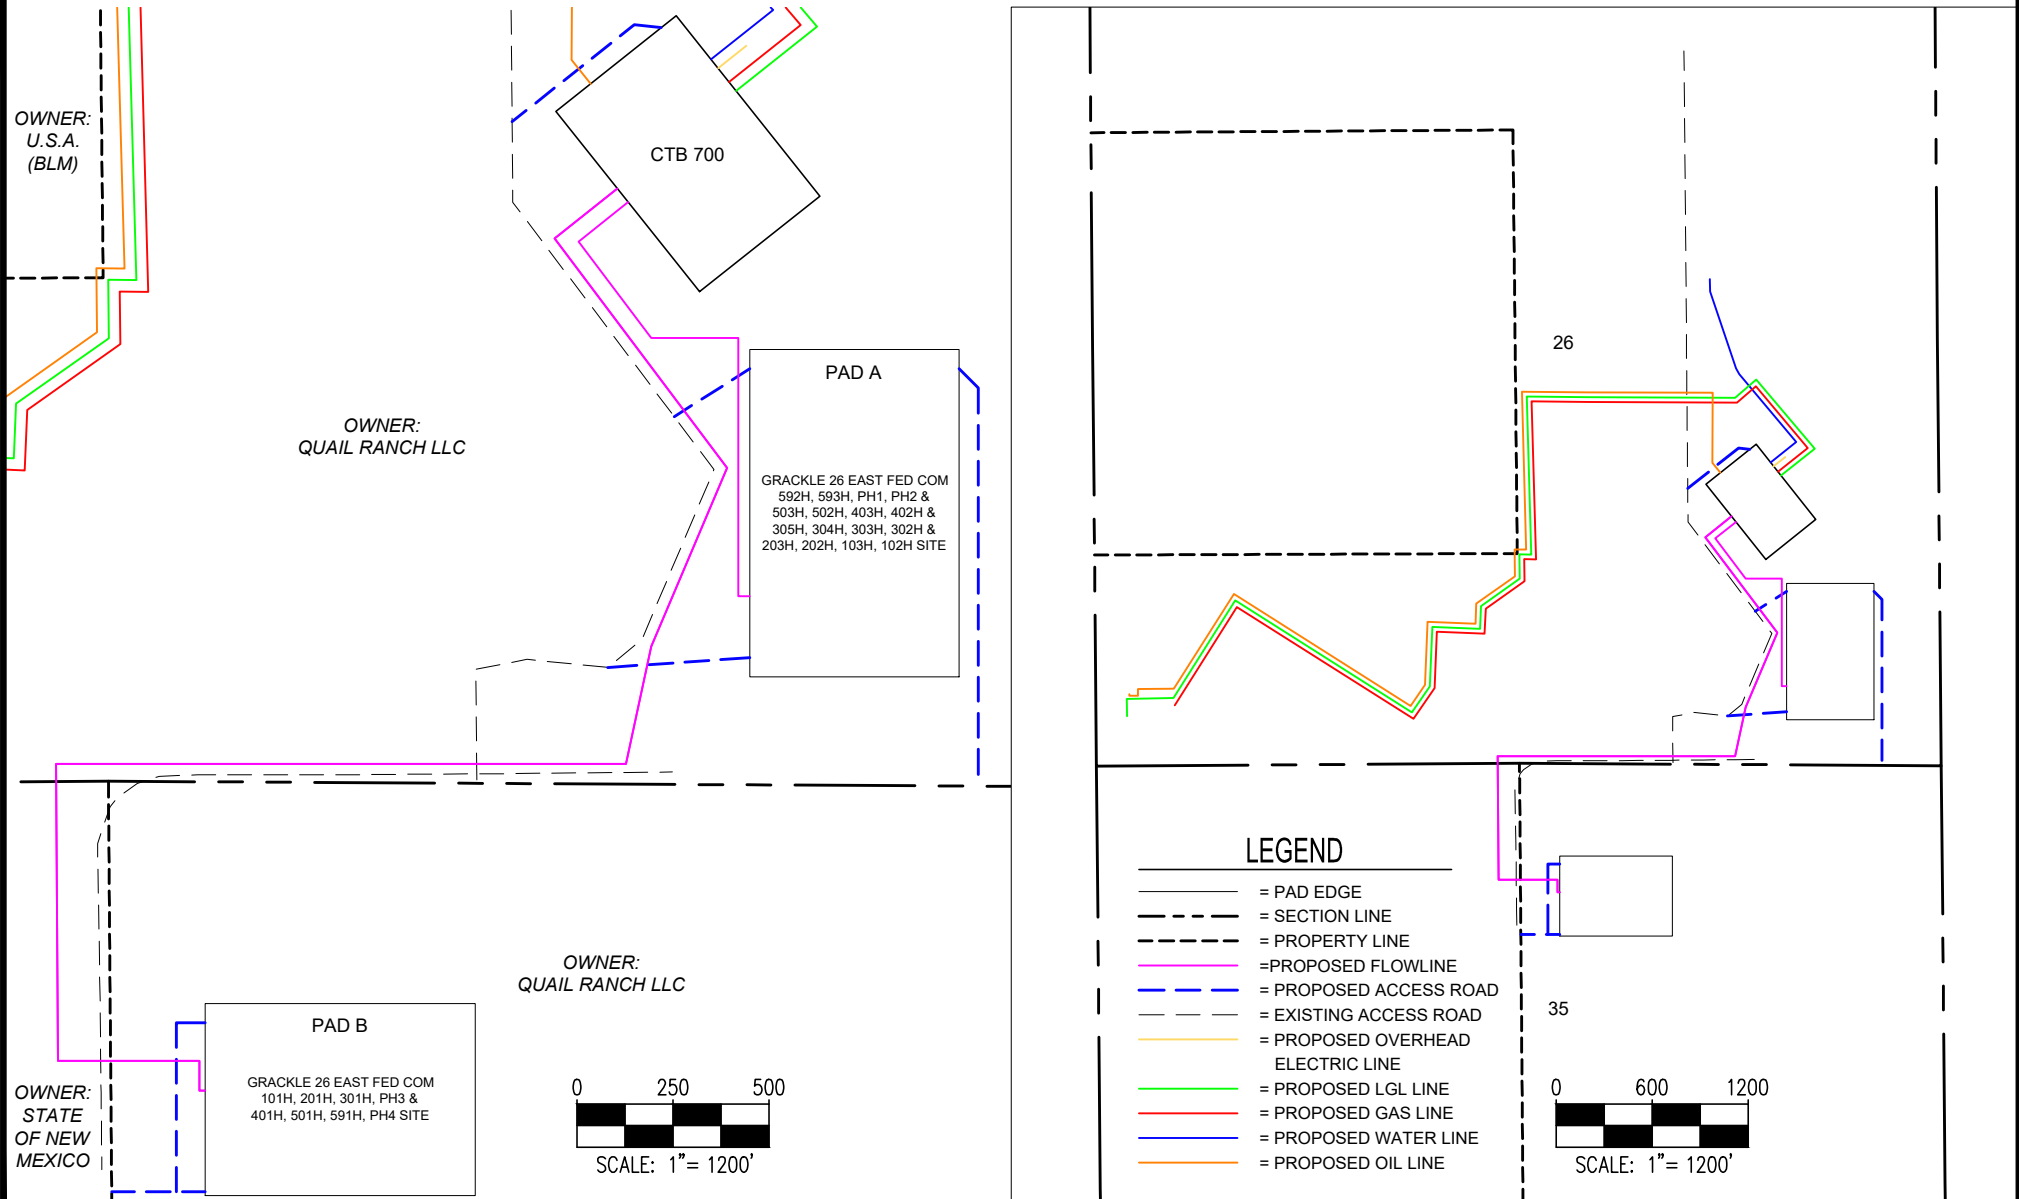 OWNER:
U.S.A.
(BLM)
CTB 700
OWNER:
QUAIL RANCH LLC
PAD A
GRACKLE 26 EAST FED COM
592H, 593H, PH1, PH2 &
503H, 502H, 403H, 402H &
305H, 304H, 303H, 302H &
203H, 202H, 103H, 102H SITE
OWNER:
QUAIL RANCH LLC
PAD B
GRACKLE 26 EAST FED COM
101H, 201H, 301H, PH3 &
401H, 501H, 591H, PH4 SITE
OWNER:
STATE
OF NEW
MEXICO
0 250 500
SCALE: 1"= 1200'
26
LEGEND
= PAD EDGE
= SECTION LINE
= PROPERTY LINE
=PROPOSED FLOWLINE
= PROPOSED ACCESS ROAD
= EXISTING ACCESS ROAD
= PROPOSED OVERHEAD
ELECTRIC LINE
= PROPOSED LGL LINE
= PROPOSED GAS LINE
= PROPOSED WATER LINE
= PROPOSED OIL LINE
35
0 600 1200
SCALE: 1"= 1200'